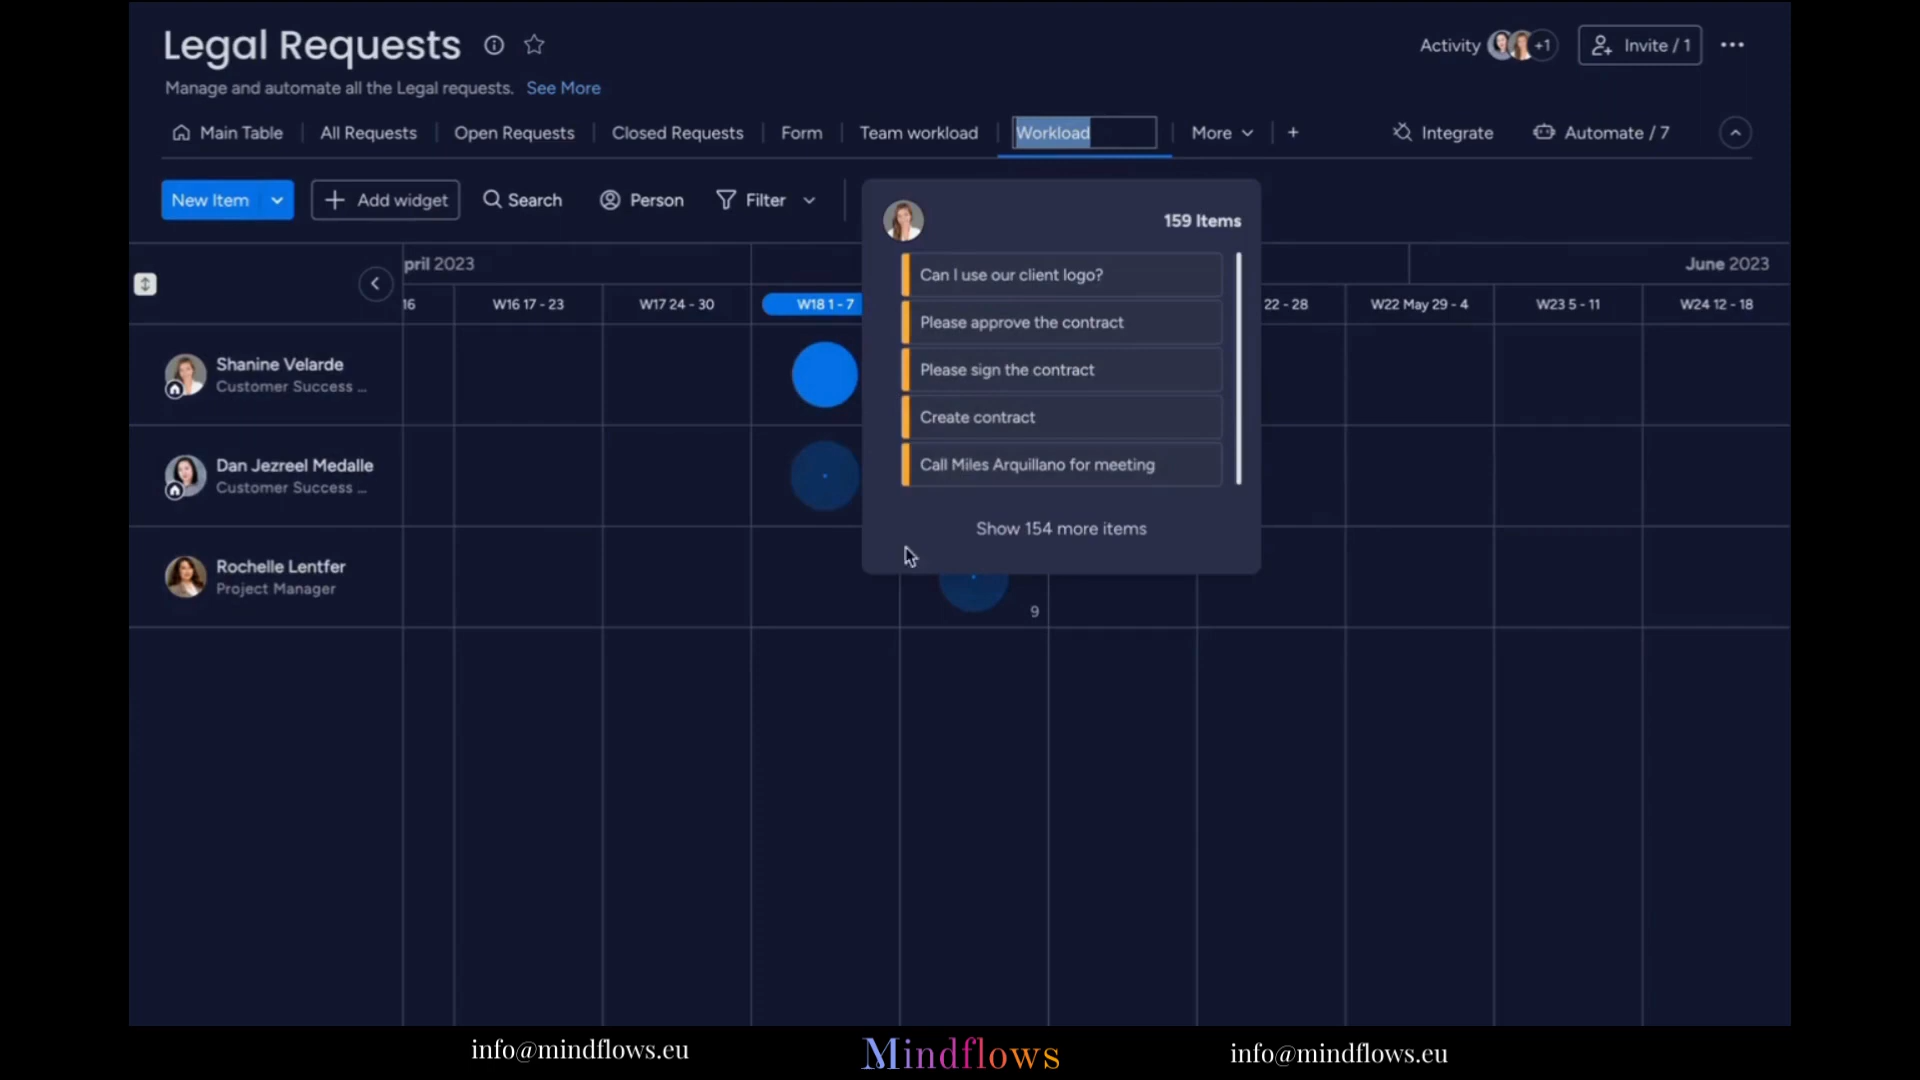 Legal Requests
Activity +1 Invite / 1
Manage and automate all the Legal requests. See More
Main Table All Requests Open Requests Closed Requests Form Team workload Workload More + Integrate Automate / 7
New Item + Add widget Search Person Filter
159 Items
Can I use our client logo?
Please approve the contract
Please sign the contract
Create contract
Call Miles Arquillano for meeting
Show 154 more items
pril 2023 June 2023
16 W16 17 - 23 W17 24 - 30 W18 1 - 7 22 - 28 W22 May 29 - 4 W23 5 - 11 W24 12 - 18
Shanine Velarde
Customer Success ...
Dan Jezreel Medalle
Customer Success ...
Rochelle Lentfer
Project Manager
9
info@mindflows.eu Mindflows info@mindflows.eu